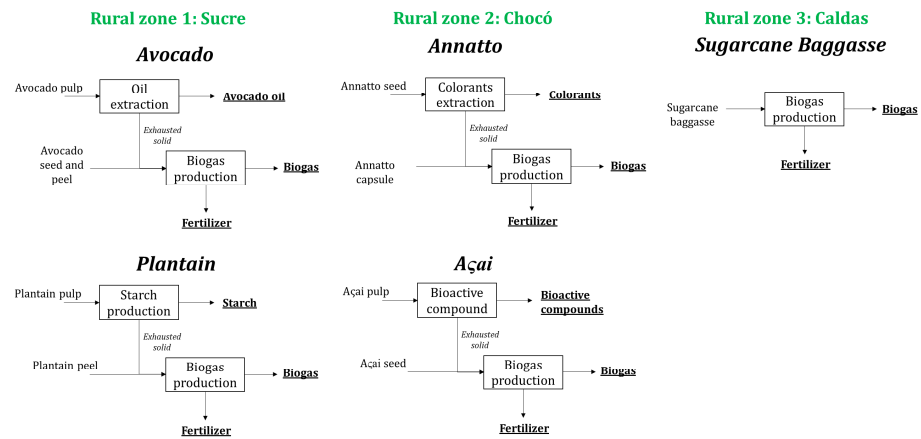 Rural zone 1: Sucre
Avocado
Avocado pulp
Oil
extraction
Avocado oil
Exhausted
solid
Avocado
seed and
peel
Biogas
production
Biogas
Fertilizer
Plantain
Plantain pulp
Starch
production
Starch
Exhausted
solid
Plantain peel
Biogas
production
Biogas
Fertilizer
Rural zone 2: Chocó
Annatto
Annatto seed
Colorants
extraction
Colorants
Exhausted
solid
Annatto
capsule
Biogas
production
Biogas
Fertilizer
Açai
Açai pulp
Bioactive
compound
Bioactive
compounds
Exhausted
solid
Açai seed
Biogas
production
Biogas
Fertilizer
Rural zone 3: Caldas
Sugarcane Baggasse
Sugarcane
baggasse
Biogas
production
Biogas
Fertilizer